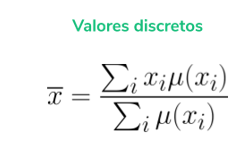 Valores discretos
x̄ = ∑ᵢ xᵢμ(xᵢ) / ∑ᵢ μ(xᵢ)